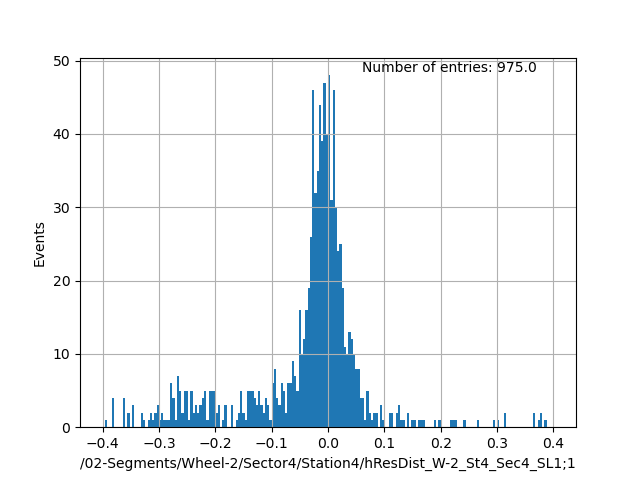 Number of entries: 975.0
50
40
30
20
10
0
Events
−0.4 −0.3 −0.2 −0.1 0.0 0.1 0.2 0.3 0.4
/02-Segments/Wheel-2/Sector4/Station4/hResDist_W-2_St4_Sec4_SL1;1